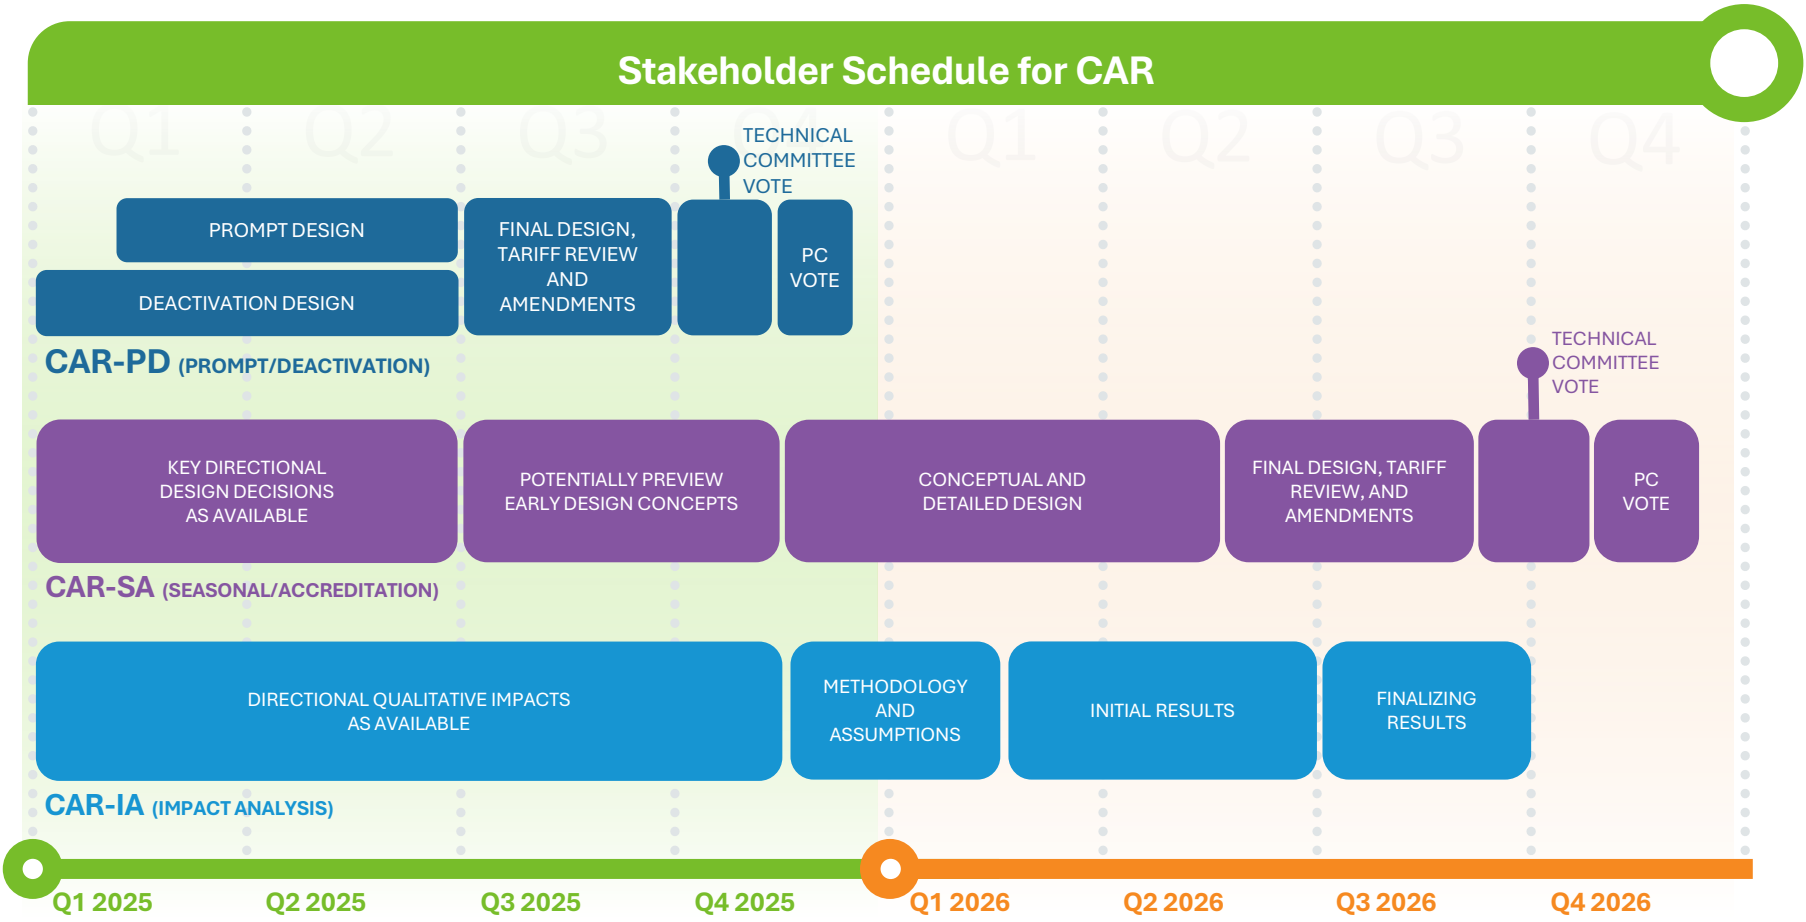 Stakeholder Schedule for CAR
Q1
Q2
Q3
Q4
Q1
Q2
Q3
Q4
TECHNICAL
COMMITTEE
VOTE
PROMPT DESIGN
DEACTIVATION DESIGN
FINAL DESIGN,
TARIFF REVIEW
AND
AMENDMENTS
PC
VOTE
CAR-PD (PROMPT/DEACTIVATION)
TECHNICAL
COMMITTEE
VOTE
KEY DIRECTIONAL
DESIGN DECISIONS
AS AVAILABLE
POTENTIALLY PREVIEW
EARLY DESIGN CONCEPTS
CONCEPTUAL AND
DETAILED DESIGN
FINAL DESIGN, TARIFF
REVIEW, AND
AMENDMENTS
PC
VOTE
CAR-SA (SEASONAL/ACCREDITATION)
DIRECTIONAL QUALITATIVE IMPACTS
AS AVAILABLE
METHODOLOGY
AND
ASSUMPTIONS
INITIAL RESULTS
FINALIZING
RESULTS
CAR-IA (IMPACT ANALYSIS)
Q1 2025
Q2 2025
Q3 2025
Q4 2025
Q1 2026
Q2 2026
Q3 2026
Q4 2026